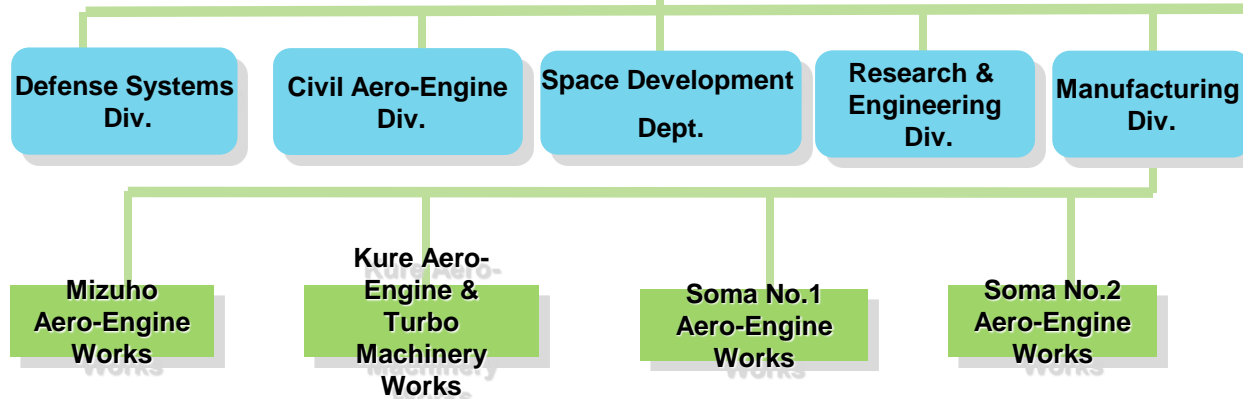 Defense Systems
Div.
Civil Aero-Engine
Div.
Space Development
Dept.
Research &
Engineering
Div.
Manufacturing
Div.
Mizuho
Aero-Engine
Works
Kure Aero-
Engine &
Turbo
Machinery
Works
Soma No.1
Aero-Engine
Works
Soma No.2
Aero-Engine
Works